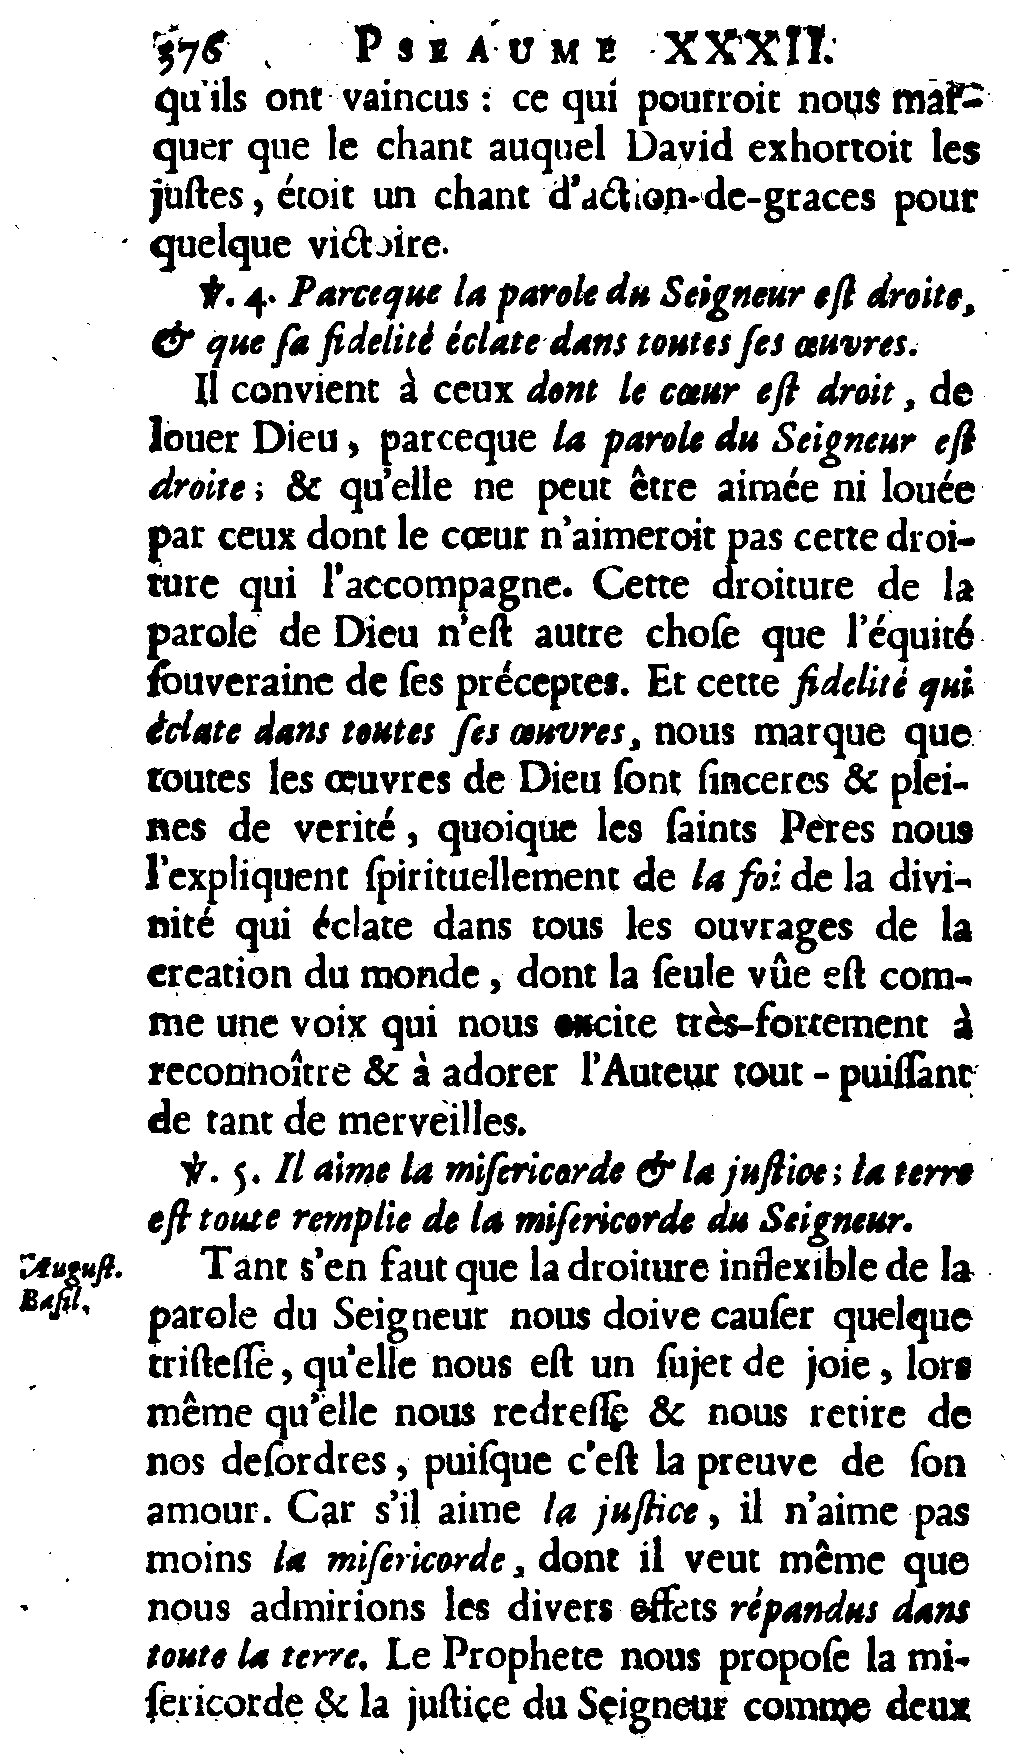 376 PSEAUME XXXII.
qu'ils ont vaincus : ce qui pourroit nous mar-
quer que le chant auquel David exhortoit les
juſtes, étoit un chant d'action-de-graces pour
quelque victoire.
℣. 4. Parceque la parole du Seigneur eſt droite,
& que ſa fidelité éclate dans toutes ſes œuvres.
Il convient à ceux dont le cœur eſt droit, de
louer Dieu, parceque la parole du Seigneur eſt
droite ; & qu'elle ne peut être aimée ni louée
par ceux dont le cœur n'aimeroit pas cette droi-
ture qui l'accompagne. Cette droiture de la
parole de Dieu n'eſt autre choſe que l'équité
ſouveraine de ſes préceptes. Et cette fidelité qui
éclate dans toutes ſes œuvres, nous marque que
toutes les œuvres de Dieu ſont ſinceres & plei-
nes de verité, quoique les ſaints Peres nous
l'expliquent ſpirituellement de la foi de la divi-
nité qui éclate dans tous les ouvrages de la
creation du monde, dont la ſeule vûe eſt com-
me une voix qui nous excite très-fortement à
reconnoître & à adorer l'Auteur tout-puiſſant
de tant de merveilles.
℣. 5. Il aime la miſericorde & la juſtice ; la terre
eſt toute remplie de la miſericorde du Seigneur.
Auguſt.
Baſil.
Tant s'en faut que la droiture inflexible de la
parole du Seigneur nous doive cauſer quelque
triſteſſe, qu'elle nous eſt un ſujet de joie, lors
même qu'elle nous redreſſe & nous retire de
nos deſordres, puiſque c'eſt la preuve de ſon
amour. Car s'il aime la juſtice, il n'aime pas
moins la miſericorde, dont il veut même que
nous admirions les divers effets répandus dans
toute la terre. Le Prophete nous propoſe la mi-
ſericorde & la juſtice du Seigneur comme deux